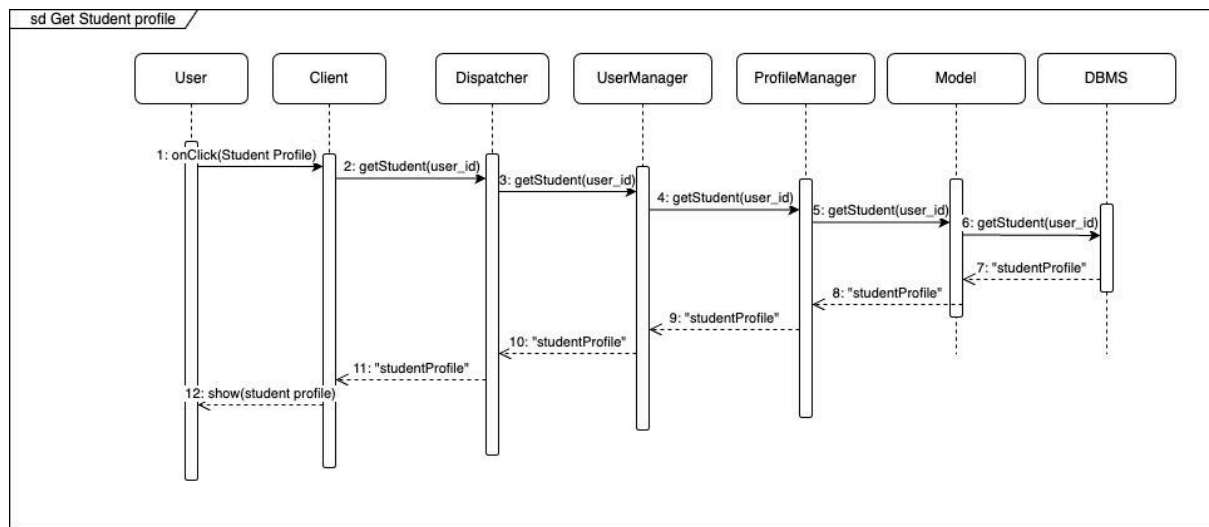 sd Get Student profile
User
Client
Dispatcher
UserManager
ProfileManager
Model
DBMS
1: onClick(Student Profile)
2: getStudent(user_id)
3: getStudent(user_id)
4: getStudent(user_id)
5: getStudent(user_id)
6: getStudent(user_id)
7: "studentProfile"
8: "studentProfile"
9: "studentProfile"
10: "studentProfile"
11: "studentProfile"
12: show(student profile)